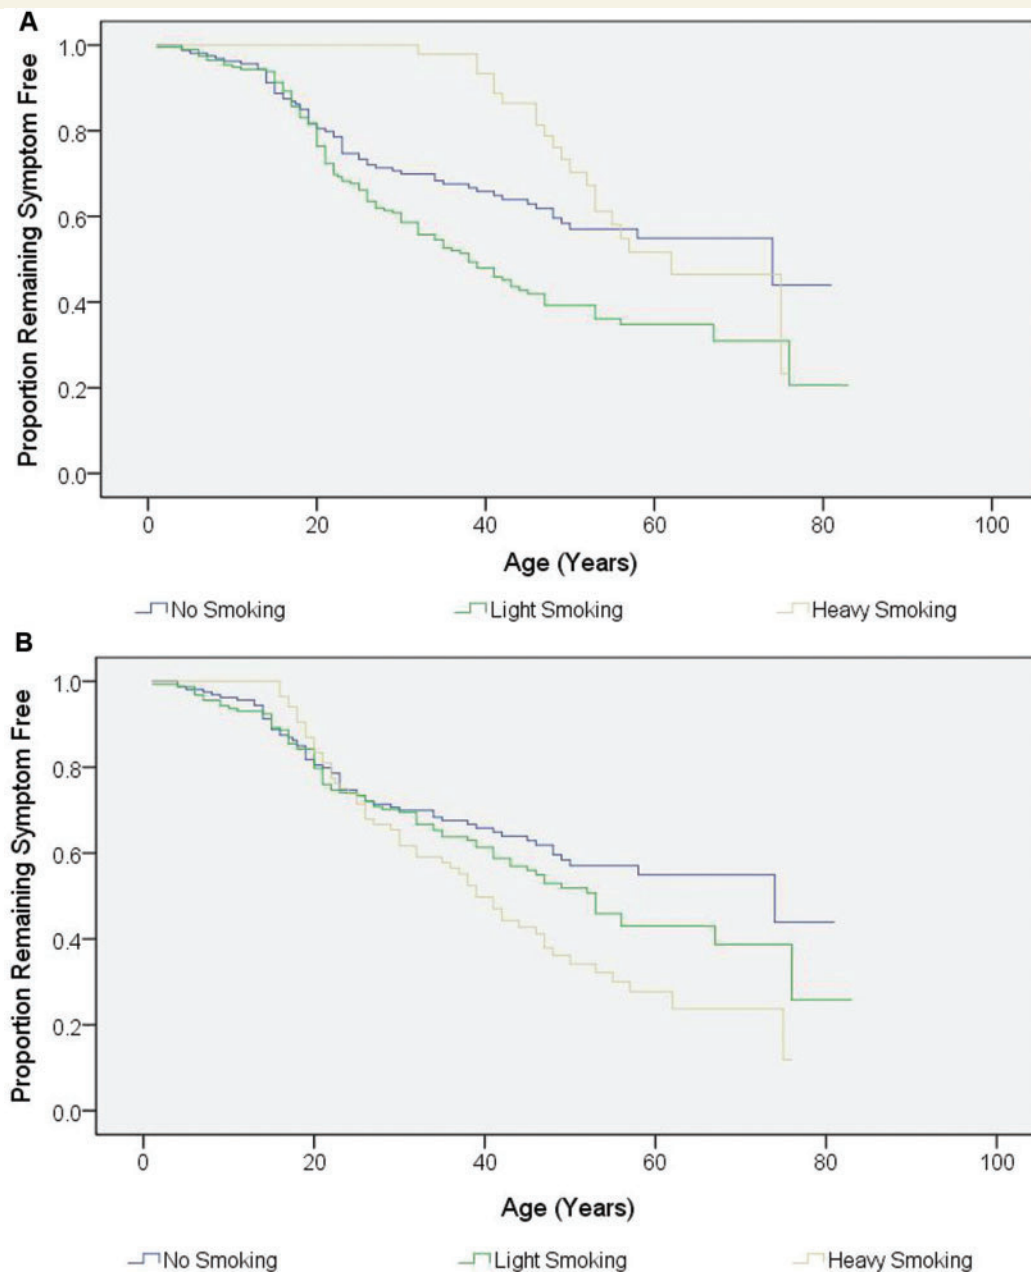 A
Proportion Remaining Symptom Free
1.0
0.8
0.6
0.4
0.2
0.0
0 20 40 60 80 100
Age (Years)
No Smoking Light Smoking Heavy Smoking
B
Proportion Remaining Symptom Free
1.0
0.8
0.6
0.4
0.2
0.0
0 20 40 60 80 100
Age (Years)
No Smoking Light Smoking Heavy Smoking